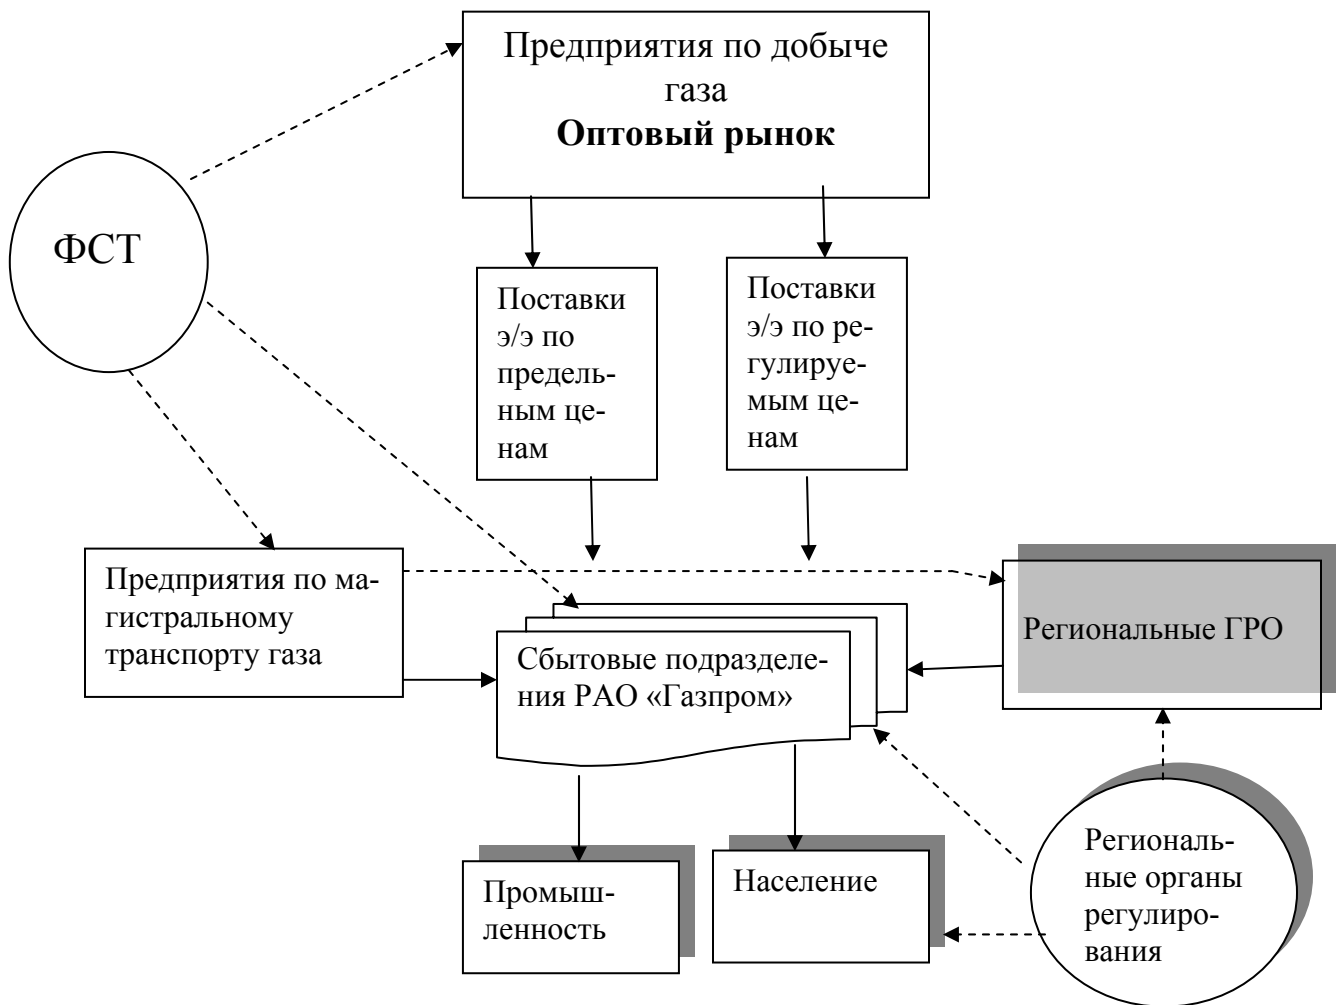 Предприятия по добыче
газа
Оптовый рынок
ФСТ
Поставки
э/э по
предель-
ным це-
нам
Поставки
э/э по ре-
гулируе-
мым це-
нам
Предприятия по ма-
гистральному
транспорту газа
Сбытовые подразделе-
ния РАО «Газпром»
Региональные ГРО
Промыш-
ленность
Население
Региональ-
ные органы
регулиро-
вания